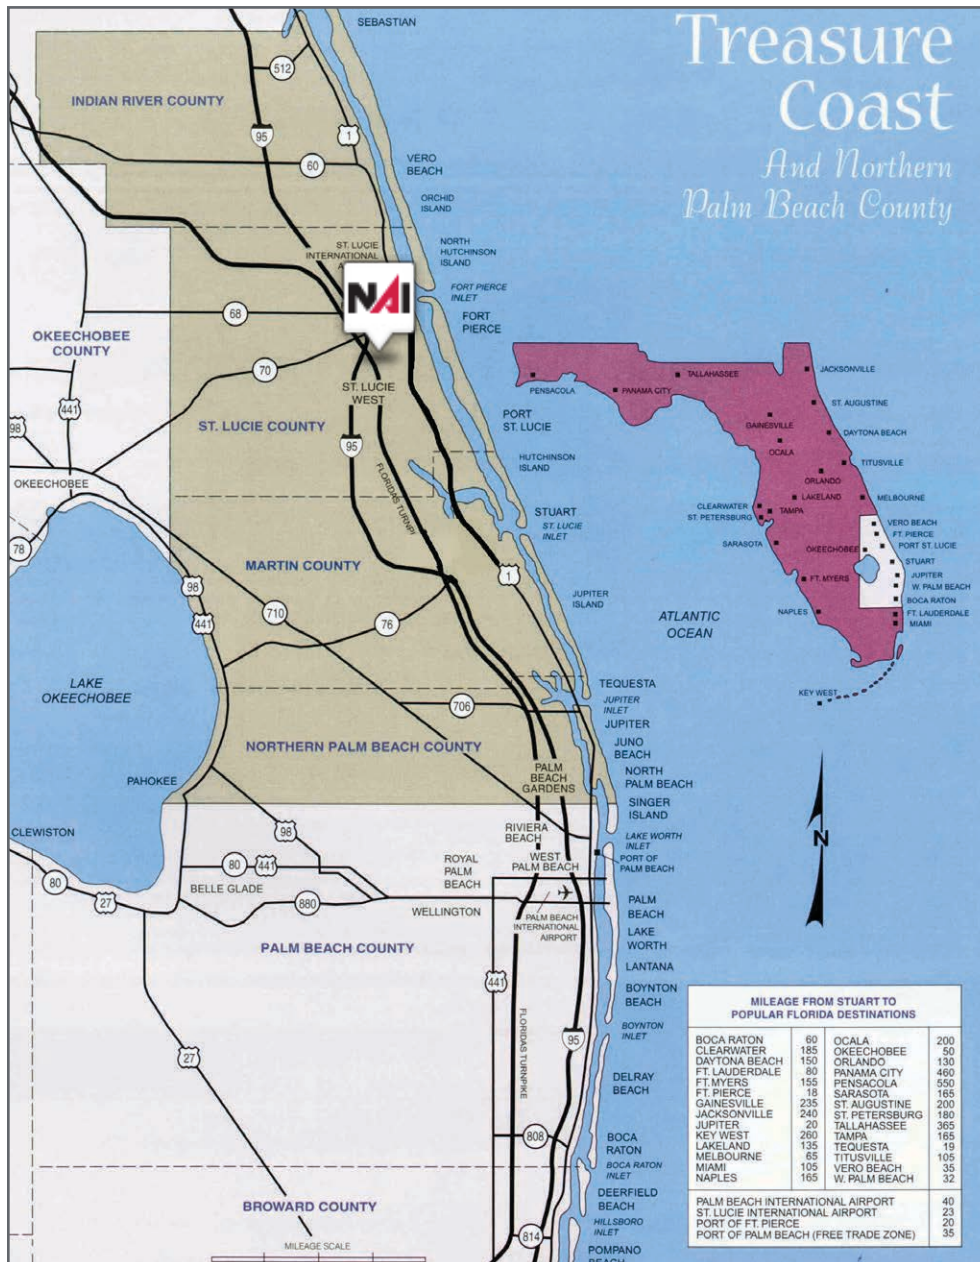 Treasure
Coast
And Northern
Palm Beach County
SEBASTIAN
512
INDIAN RIVER COUNTY
95
1
60
VERO
BEACH
ORCHID
ISLAND
ST. LUCIE
INTERNATIONAL
NORTH
HUTCHINSON
ISLAND
NAI
FORT PIERCE
INLET
68
FORT
PIERCE
OKEECHOBEE
COUNTY
70
ST. LUCIE
WEST
441
98
ST. LUCIE COUNTY
95
PORT
ST. LUCIE
FLORIDAS TURNPI
HUTCHINSON
ISLAND
OKEECHOBEE
STUART
ST. LUCIE
INLET
78
MARTIN COUNTY
1
98
441
710
76
JUPITER
ISLAND
ATLANTIC
OCEAN
LAKE
OKEECHOBEE
TEQUESTA
706
JUPITER
INLET
JUPITER
NORTHERN PALM BEACH COUNTY
JUNO
BEACH
PALM
BEACH
GARDENS
NORTH
PALM BEACH
PAHOKEE
SINGER
ISLAND
CLEWISTON
98
RIVIERA
BEACH
LAKE WORTH
INLET
ROYAL
PALM
BEACH
WEST
PALM BEACH
PORT OF
PALM BEACH
80
441
80
27
BELLE GLADE
880
WELLINGTON
PALM BEACH
INTERNATIONAL
AIRPORT
PALM
BEACH
LAKE
WORTH
PALM BEACH COUNTY
LANTANA
441
BOYNTON
BEACH
FLORIDAS TURNPIKE
95
BOYNTON
INLET
27
DELRAY
BEACH
808
BOCA
RATON
BOCA RATON
INLET
BROWARD COUNTY
DEERFIELD
BEACH
814
HILLSBORO
INLET
MILEAGE SCALE
POMPANO
BEACH
PENSACOLA
PANAMA CITY
TALLAHASSEE
JACKSONVILLE
ST. AUGUSTINE
GAINESVILLE
OCALA
DAYTONA BEACH
TITUSVILLE
ORLANDO
LAKELAND
MELBOURNE
CLEARWATER
ST. PETERSBURG
TAMPA
SARASOTA
VERO BEACH
FT. PIERCE
PORT ST. LUCIE
OKEECHOBEE
STUART
JUPITER
W. PALM BEACH
FT. MYERS
BOCA RATON
NAPLES
FT. LAUDERDALE
MIAMI
KEY WEST
N
MILEAGE FROM STUART TO
POPULAR FLORIDA DESTINATIONS
BOCA RATON 60 OCALA 200
CLEARWATER 185 OKEECHOBEE 50
DAYTONA BEACH 150 ORLANDO 130
FT. LAUDERDALE 80 PANAMA CITY 460
FT.MYERS 155 PENSACOLA 550
FT. PIERCE 18 SARASOTA 165
GAINESVILLE 235 ST. AUGUSTINE 200
JACKSONVILLE 240 ST. PETERSBURG 180
JUPITER 20 TALLAHASSEE 365
KEY WEST 260 TAMPA 165
LAKELAND 135 TEQUESTA 19
MELBOURNE 65 TITUSVILLE 105
MIAMI 105 VERO BEACH 35
NAPLES 165 W. PALM BEACH 32
PALM BEACH INTERNATIONAL AIRPORT 40
ST. LUCIE INTERNATIONAL AIRPORT 23
PORT OF FT. PIERCE 20
PORT OF PALM BEACH (FREE TRADE ZONE) 35